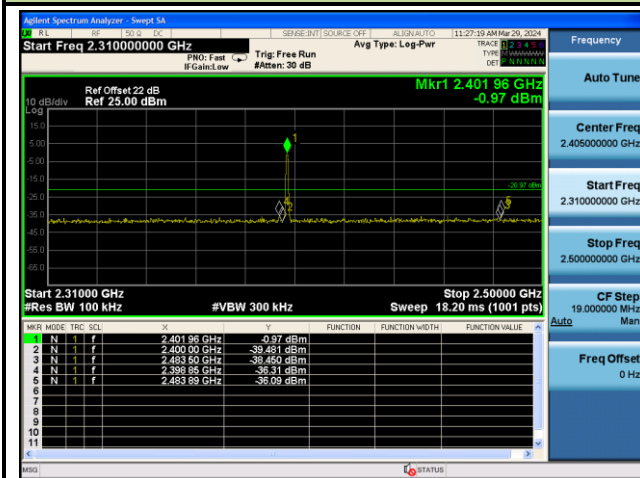 Agilent Spectrum Analyzer - Swept SA
RL RF 50 Ω DC SENSE:INT SOURCE OFF ALIGNAUTO 11:27:19 AM Mar 29, 2024
Start Freq 2.310000000 GHz
PNO: Fast
IFGain:Low
Trig: Free Run
#Atten: 30 dB
Avg Type: Log-Pwr
TRACE 1 2 3 4 5 6
TYPE MWWWWW
DET P N N N N N
Frequency
Auto Tune
Center Freq
2.405000000 GHz
Start Freq
2.310000000 GHz
Stop Freq
2.500000000 GHz
CF Step
19.000000 MHz
Auto Man
Freq Offset
0 Hz
Ref Offset 22 dB
10 dB/div Ref 25.00 dBm
Log
Mkr1 2.401 96 GHz
-0.97 dBm
15.0
5.00
-5.00
-15.0
-25.0
-35.0
-45.0
-55.0
-65.0
1
-20.97 dBm
Start 2.31000 GHz
#Res BW 100 kHz
#VBW 300 kHz
Stop 2.50000 GHz
Sweep 18.20 ms (1001 pts)
MKR MODE TRC SCL X Y FUNCTION FUNCTION WIDTH FUNCTION VALUE
1 N 1 f 2.401 96 GHz -0.97 dBm
2 N 1 f 2.400 00 GHz -39.481 dBm
3 N 1 f 2.483 50 GHz -38.450 dBm
4 N 1 f 2.398 85 GHz -36.31 dBm
5 N 1 f 2.483 89 GHz -36.09 dBm
6
7
8
9
10
11
MSG STATUS